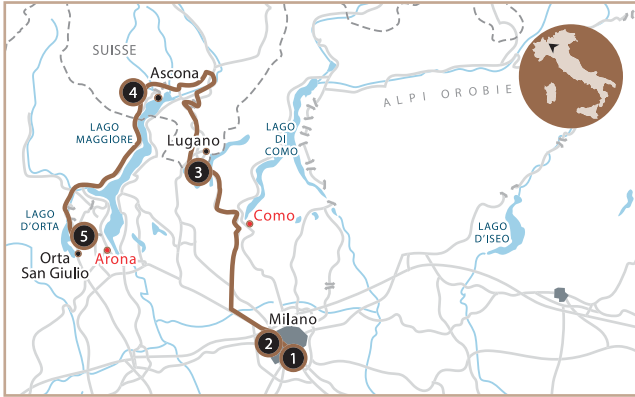 SUISSE
Ascona
4
ALPI OROBIE
LAGO
MAGGIORE
Lugano
LAGO
DI
COMO
3
LAGO
D'ORTA
5
Como
LAGO
D'ISEO
Orta
San Giulio
Arona
Milano
2
1